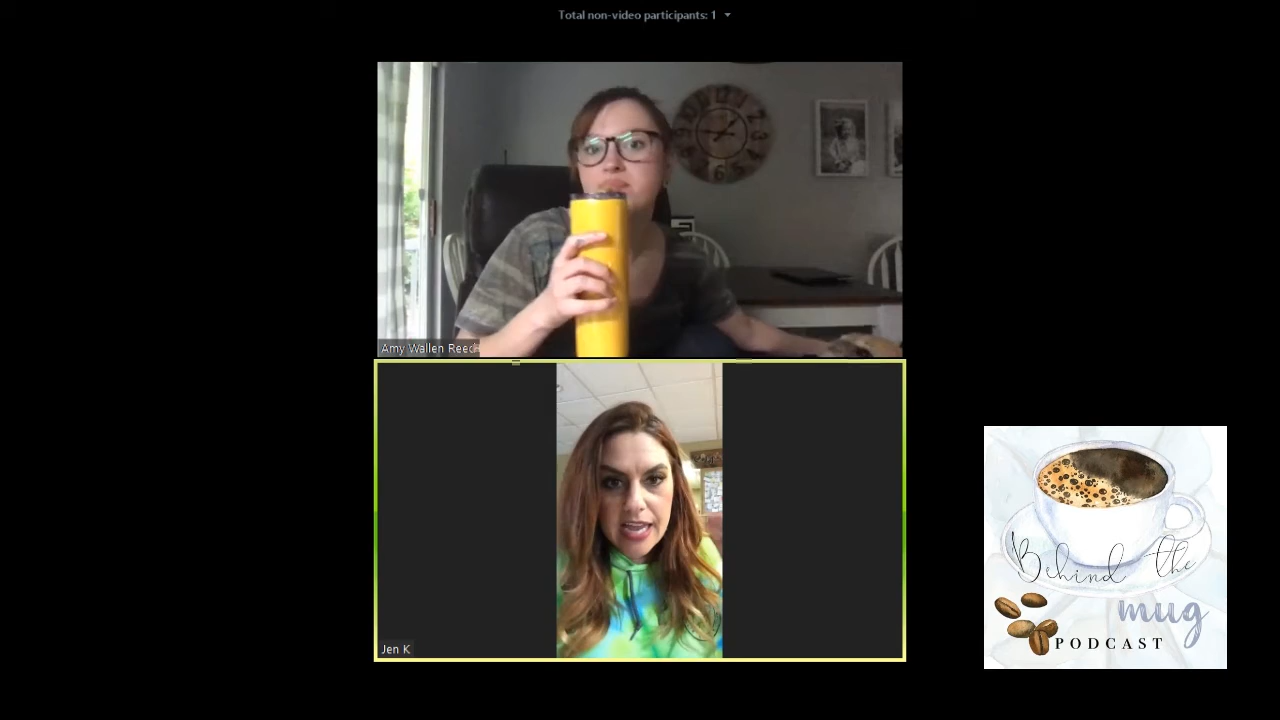 Total non-video participants: 1
Amy Wallen Reed
Jen K
Behind the
mug
PODCAST